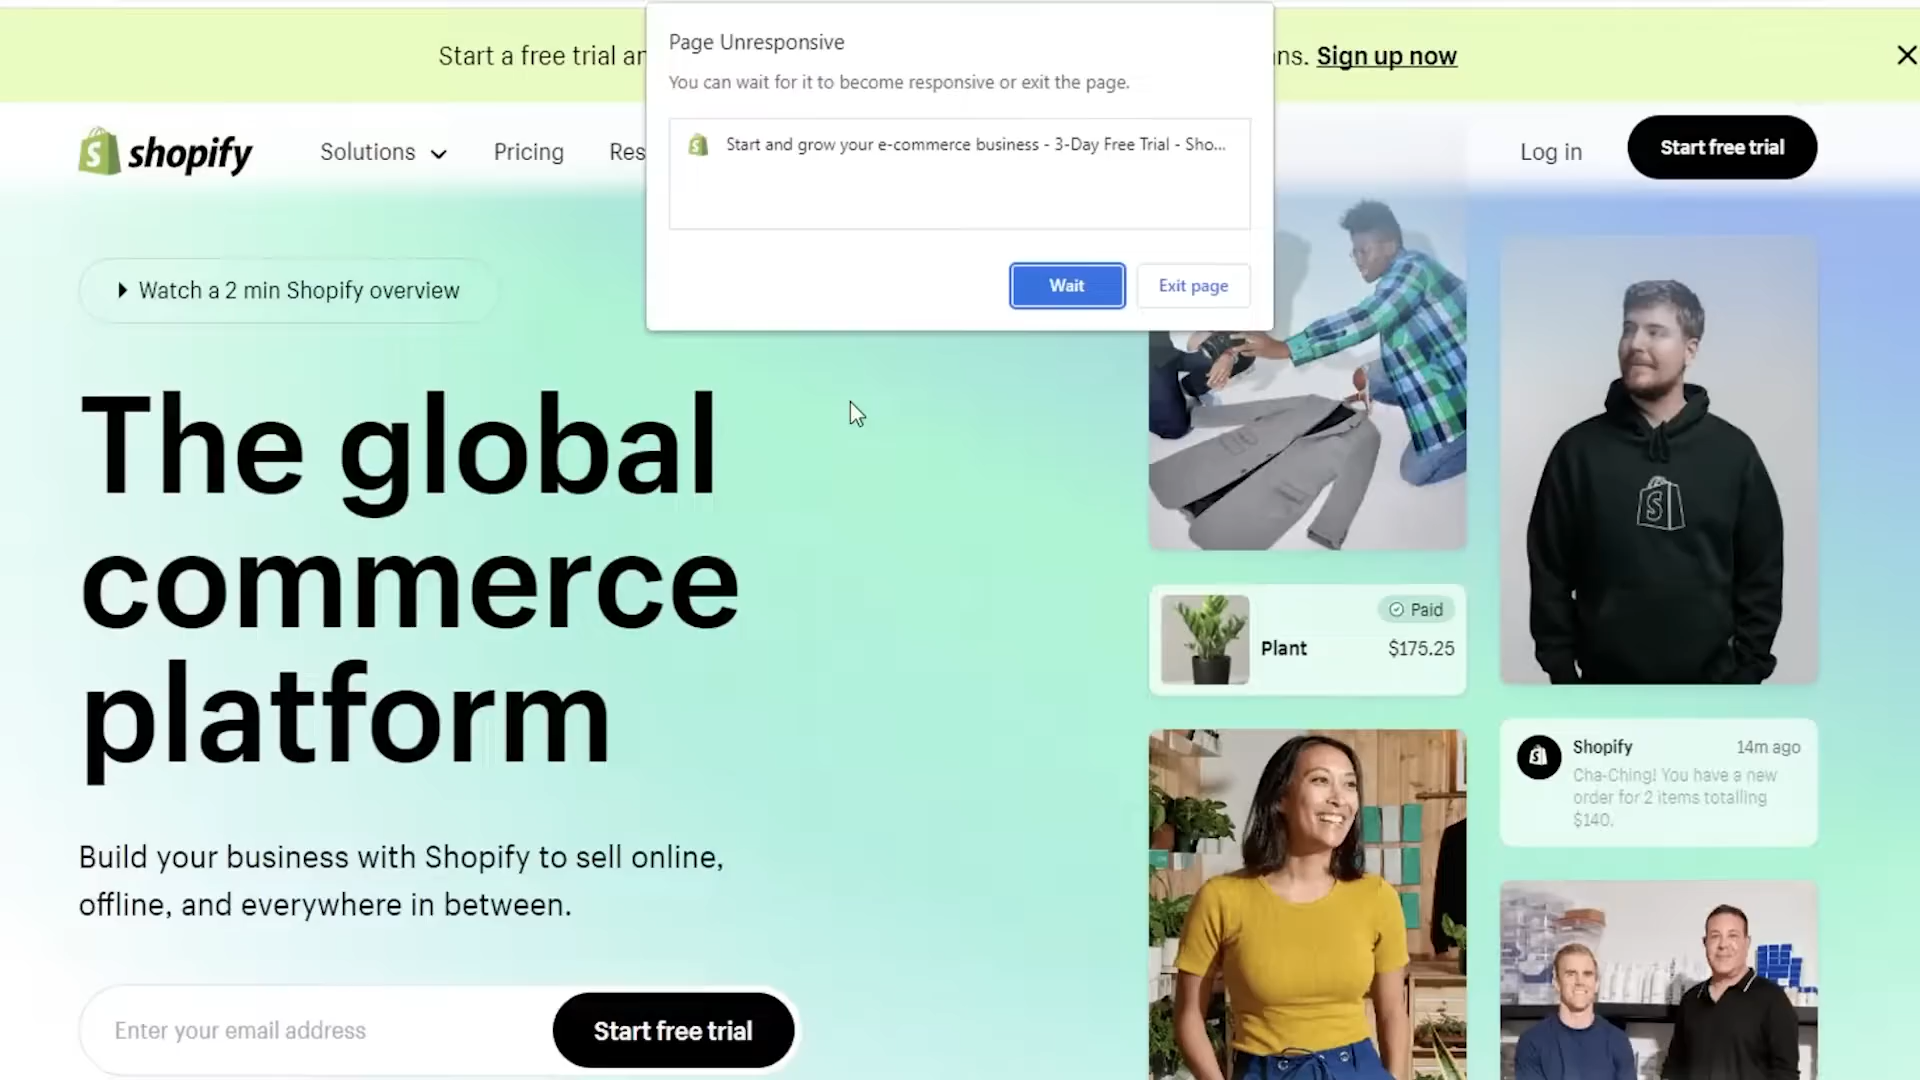 Page Unresponsive
You can wait for it to become responsive or exit the page.
Start and grow your e-commerce business - 3-Day Free Trial - Sho...
Wait
Exit page
Start a free trial
ns. Sign up now
shopify
Solutions
Pricing
Res
Log in
Start free trial
Watch a 2 min Shopify overview
The global
commerce
platform
Build your business with Shopify to sell online,
offline, and everywhere in between.
Enter your email address
Start free trial
Paid
Plant
$175.25
Shopify
14m ago
Cha-Ching! You have a new
order for 2 items totalling
$140.